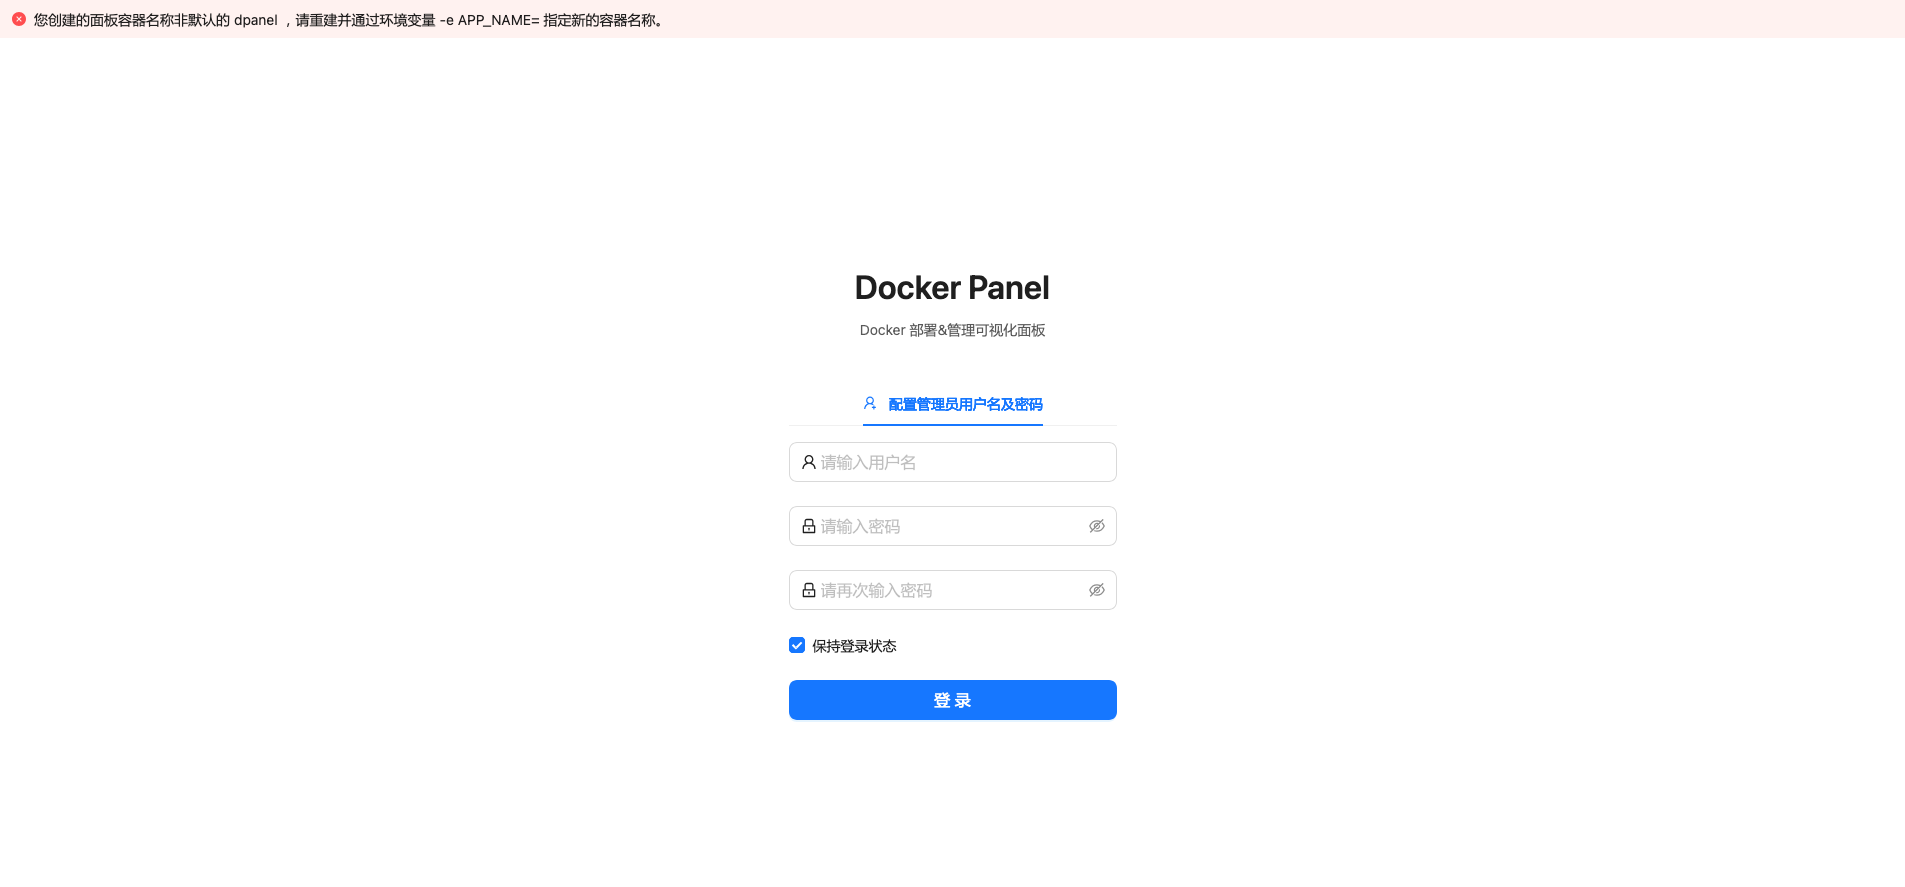 您创建的面板容器名称非默认的 dpanel ，请重建并通过环境变量 -e APP_NAME= 指定新的容器名称。
Docker Panel
Docker 部署&管理可视化面板
配置管理员用户名及密码
请输入用户名
请输入密码
请再次输入密码
保持登录状态
登 录